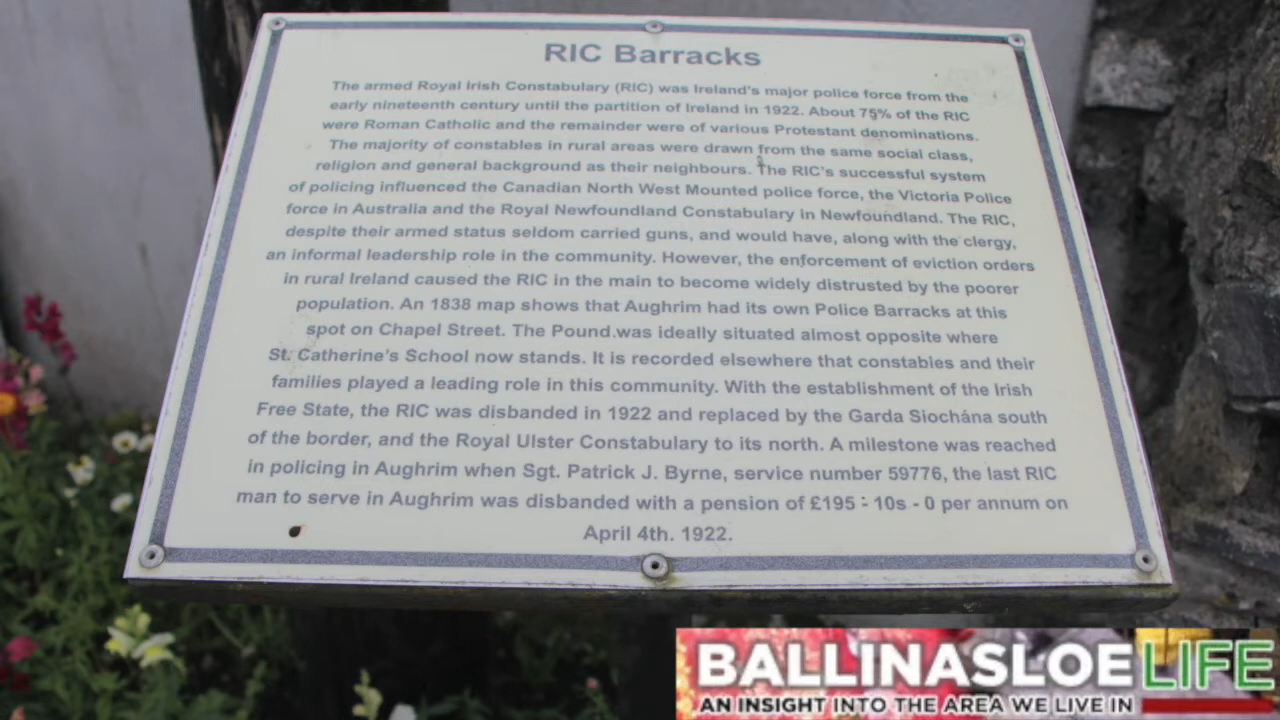 RIC Barracks
The armed Royal Irish Constabulary (RIC) was Ireland's major police force from the
early nineteenth century until the partition of Ireland in 1922. About 75% of the RIC
were Roman Catholic and the remainder were of various Protestant denominations.
The majority of constables in rural areas were drawn from the same social class,
religion and general background as their neighbours. The RIC's successful system
of policing influenced the Canadian North West Mounted police force, the Victoria Police
force in Australia and the Royal Newfoundland Constabulary in Newfoundland. The RIC,
despite their armed status seldom carried guns, and would have, along with the clergy,
an informal leadership role in the community. However, the enforcement of eviction orders
in rural Ireland caused the RIC in the main to become widely distrusted by the poorer
population. An 1838 map shows that Aughrim had its own Police Barracks at this
spot on Chapel Street. The Pound was ideally situated almost opposite where
St. Catherine's School now stands. It is recorded elsewhere that constabies and their
families played a leading role in this community. With the establishment of the Irish
Free State, the RIC was disbanded in 1922 and replaced by the Garda Siochána south
of the border, and the Royal Ulster Constabulary to its north. A milestone was reached
in policing in Aughrim when Sgt. Patrick J. Byrne, service number 59776, the last RIC
man to serve in Aughrim was disbanded with a pension of £195 - 10s - 0 per annum on
April 4th. 1922.
BALLINASLOE LIFE
AN INSIGHT INTO THE AREA WE LIVE IN